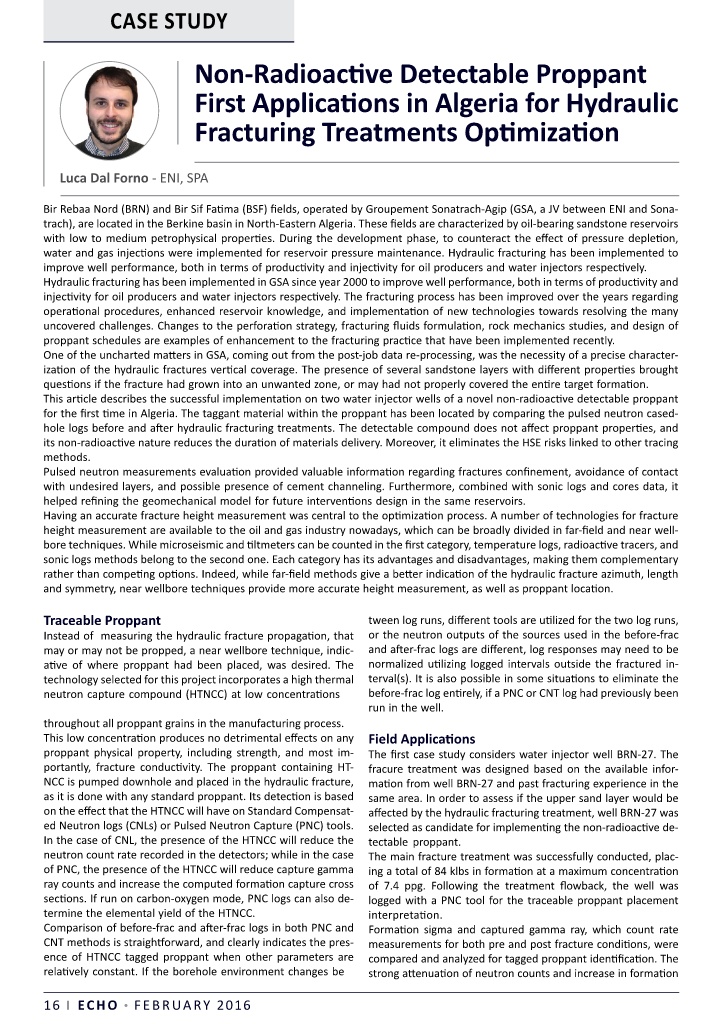 CASE STUDY
Non-Radioactive Detectable Proppant
First Applications in Algeria for Hydraulic
Fracturing Treatments Optimization
Luca Dal Forno - ENI, SPA
Bir Rebaa Nord (BRN) and Bir Sif Fatima (BSF) fields, operated by Groupement Sonatrach-Agip (GSA, a JV between ENI and Sona-
trach), are located in the Berkine basin in North-Eastern Algeria. These fields are characterized by oil-bearing sandstone reservoirs
with low to medium petrophysical properties. During the development phase, to counteract the effect of pressure depletion,
water and gas injections were implemented for reservoir pressure maintenance. Hydraulic fracturing has been implemented to
improve well performance, both in terms of productivity and injectivity for oil producers and water injectors respectively.
Hydraulic fracturing has been implemented in GSA since year 2000 to improve well performance, both in terms of productivity and
injectivity for oil producers and water injectors respectively. The fracturing process has been improved over the years regarding
operational procedures, enhanced reservoir knowledge, and implementation of new technologies towards resolving the many
uncovered challenges. Changes to the perforation strategy, fracturing fluids formulation, rock mechanics studies, and design of
proppant schedules are examples of enhancement to the fracturing practice that have been implemented recently.
One of the uncharted matters in GSA, coming out from the post-job data re-processing, was the necessity of a precise character-
ization of the hydraulic fractures vertical coverage. The presence of several sandstone layers with different properties brought
questions if the fracture had grown into an unwanted zone, or may had not properly covered the entire target formation.
This article describes the successful implementation on two water injector wells of a novel non-radioactive detectable proppant
for the first time in Algeria. The taggant material within the proppant has been located by comparing the pulsed neutron cased-
hole logs before and after hydraulic fracturing treatments. The detectable compound does not affect proppant properties, and
its non-radioactive nature reduces the duration of materials delivery. Moreover, it eliminates the HSE risks linked to other tracing
methods.
Pulsed neutron measurements evaluation provided valuable information regarding fractures confinement, avoidance of contact
with undesired layers, and possible presence of cement channeling. Furthermore, combined with sonic logs and cores data, it
helped refining the geomechanical model for future interventions design in the same reservoirs.
Having an accurate fracture height measurement was central to the optimization process. A number of technologies for fracture
height measurement are available to the oil and gas industry nowadays, which can be broadly divided in far-field and near well-
bore techniques. While microseismic and tiltmeters can be counted in the first category, temperature logs, radioactive tracers, and
sonic logs methods belong to the second one. Each category has its advantages and disadvantages, making them complementary
rather than competing options. Indeed, while far-field methods give a better indication of the hydraulic fracture azimuth, length
and symmetry, near wellbore techniques provide more accurate height measurement, as well as proppant location.
Traceable Proppant
Instead of measuring the hydraulic fracture propagation, that
may or may not be propped, a near wellbore technique, indic-
ative of where proppant had been placed, was desired. The
technology selected for this project incorporates a high thermal
neutron capture compound (HTNCC) at low concentrations
throughout all proppant grains in the manufacturing process.
This low concentration produces no detrimental effects on any
proppant physical property, including strength, and most im-
portantly, fracture conductivity. The proppant containing HT-
NCC is pumped downhole and placed in the hydraulic fracture,
as it is done with any standard proppant. Its detection is based
on the effect that the HTNCC will have on Standard Compensat-
ed Neutron logs (CNLs) or Pulsed Neutron Capture (PNC) tools.
In the case of CNL, the presence of the HTNCC will reduce the
neutron count rate recorded in the detectors; while in the case
of PNC, the presence of the HTNCC will reduce capture gamma
ray counts and increase the computed formation capture cross
sections. If run on carbon-oxygen mode, PNC logs can also de-
termine the elemental yield of the HTNCC.
Comparison of before-frac and after-frac logs in both PNC and
CNT methods is straightforward, and clearly indicates the pres-
ence of HTNCC tagged proppant when other parameters are
relatively constant. If the borehole environment changes be
tween log runs, different tools are utilized for the two log runs,
or the neutron outputs of the sources used in the before-frac
and after-frac logs are different, log responses may need to be
normalized utilizing logged intervals outside the fractured in-
terval(s). It is also possible in some situations to eliminate the
before-frac log entirely, if a PNC or CNT log had previously been
run in the well.
Field Applications
The first case study considers water injector well BRN-27. The
fracure treatment was designed based on the available infor-
mation from well BRN-27 and past fracturing experience in the
same area. In order to assess if the upper sand layer would be
affected by the hydraulic fracturing treatment, well BRN-27 was
selected as candidate for implementing the non-radioactive de-
tectable proppant.
The main fracture treatment was successfully conducted, plac-
ing a total of 84 klbs in formation at a maximum concentration
of 7.4 ppg. Following the treatment flowback, the well was
logged with a PNC tool for the traceable proppant placement
interpretation.
Formation sigma and captured gamma ray, which count rate
measurements for both pre and post fracture conditions, were
compared and analyzed for tagged proppant identification. The
strong attenuation of neutron counts and increase in formation
16 | ECHO • FEBRUARY 2016